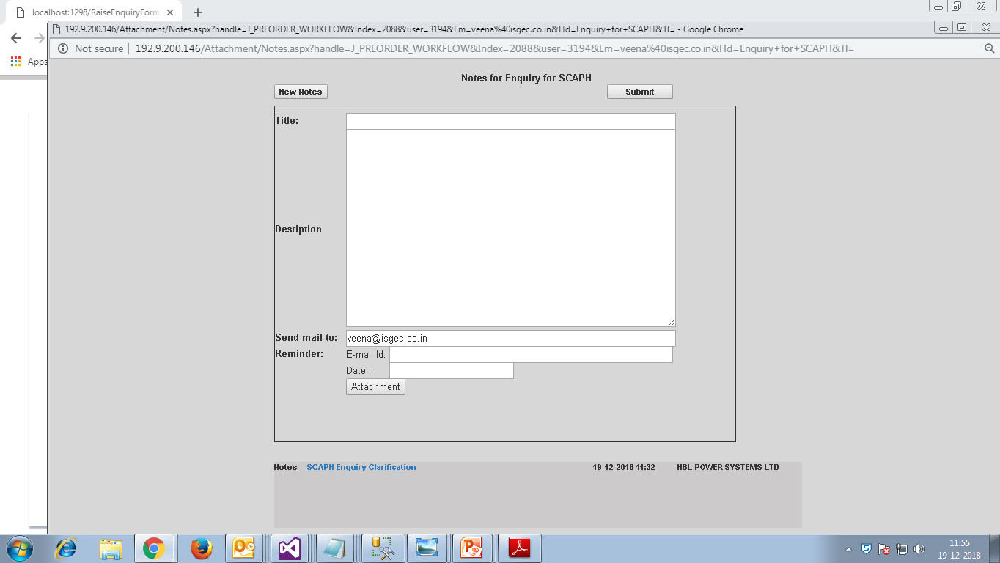 localhost:1298/RaiseEnquiryForm
192.9.200.146/Attachment/Notes.aspx?handle=J_PREORDER_WORKFLOW&Index=2088&user=3194&Em=veena%40isgec.co.in&Hd=Enquiry+for+SCAPH&TI= - Google Chrome
Not secure 192.9.200.146/Attachment/Notes.aspx?handle=J_PREORDER_WORKFLOW&Index=2088&user=3194&Em=veena%40isgec.co.in&Hd=Enquiry+for+SCAPH&TI=
Apps
Notes for Enquiry for SCAPH
New Notes Submit
Title:
Desription
Send mail to: veena@isgec.co.in
Reminder: E-mail Id:
Date :
Attachment
Notes SCAPH Enquiry Clarification 19-12-2018 11:32 HBL POWER SYSTEMS LTD
11:55
19-12-2018